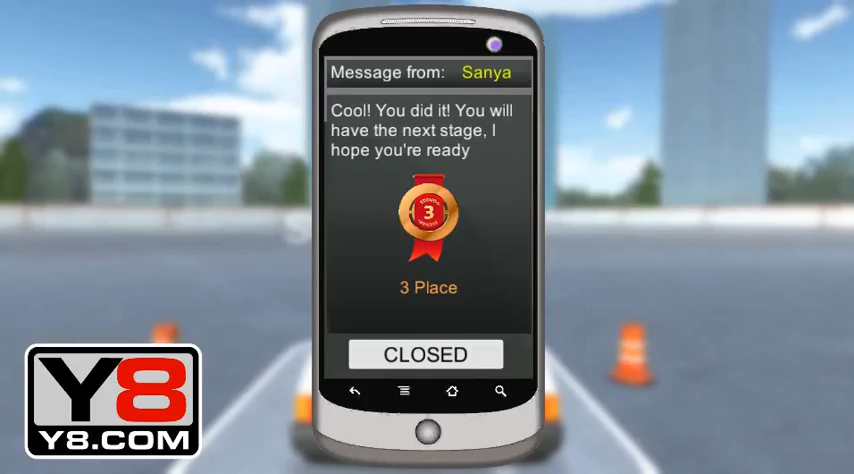 Message from: Sanya
Cool! You did it! You will
have the next stage, I
hope you're ready
3
3 Place
CLOSED
Y8
Y8.COM